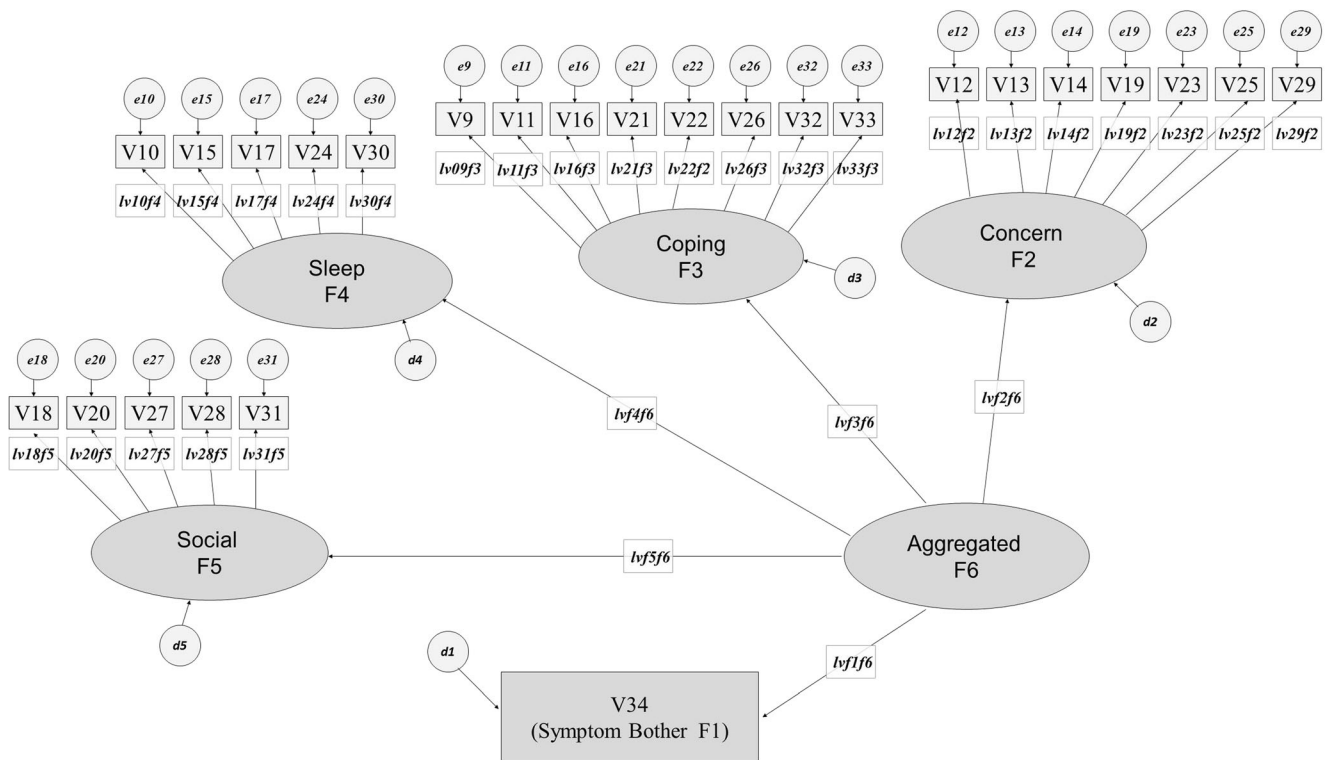 e12 e13 e14 e19 e23 e25 e29
V12 V13 V14 V19 V23 V25 V29
lv12f2 lv13f2 lv14f2 lv19f2 lv23f2 lv25f2 lv29f2
Concern
F2
d2
e9 e11 e16 e21 e22 e26 e32 e33
V9 V11 V16 V21 V22 V26 V32 V33
lv09f3 lv11f3 lv16f3 lv21f3 lv22f2 lv26f3 lv32f3 lv33f3
Coping
F3
d3
e10 e15 e17 e24 e30
V10 V15 V17 V24 V30
lv10f4 lv15f4 lv17f4 lv24f4 lv30f4
Sleep
F4
d4
e18 e20 e27 e28 e31
V18 V20 V27 V28 V31
lv18f5 lv20f5 lv27f5 lv28f5 lv31f5
Social
F5
d5
lvf4f6
lvf3f6
lvf2f6
lvf5f6
Aggregated
F6
lvf1f6
d1
V34
(Symptom Bother F1)